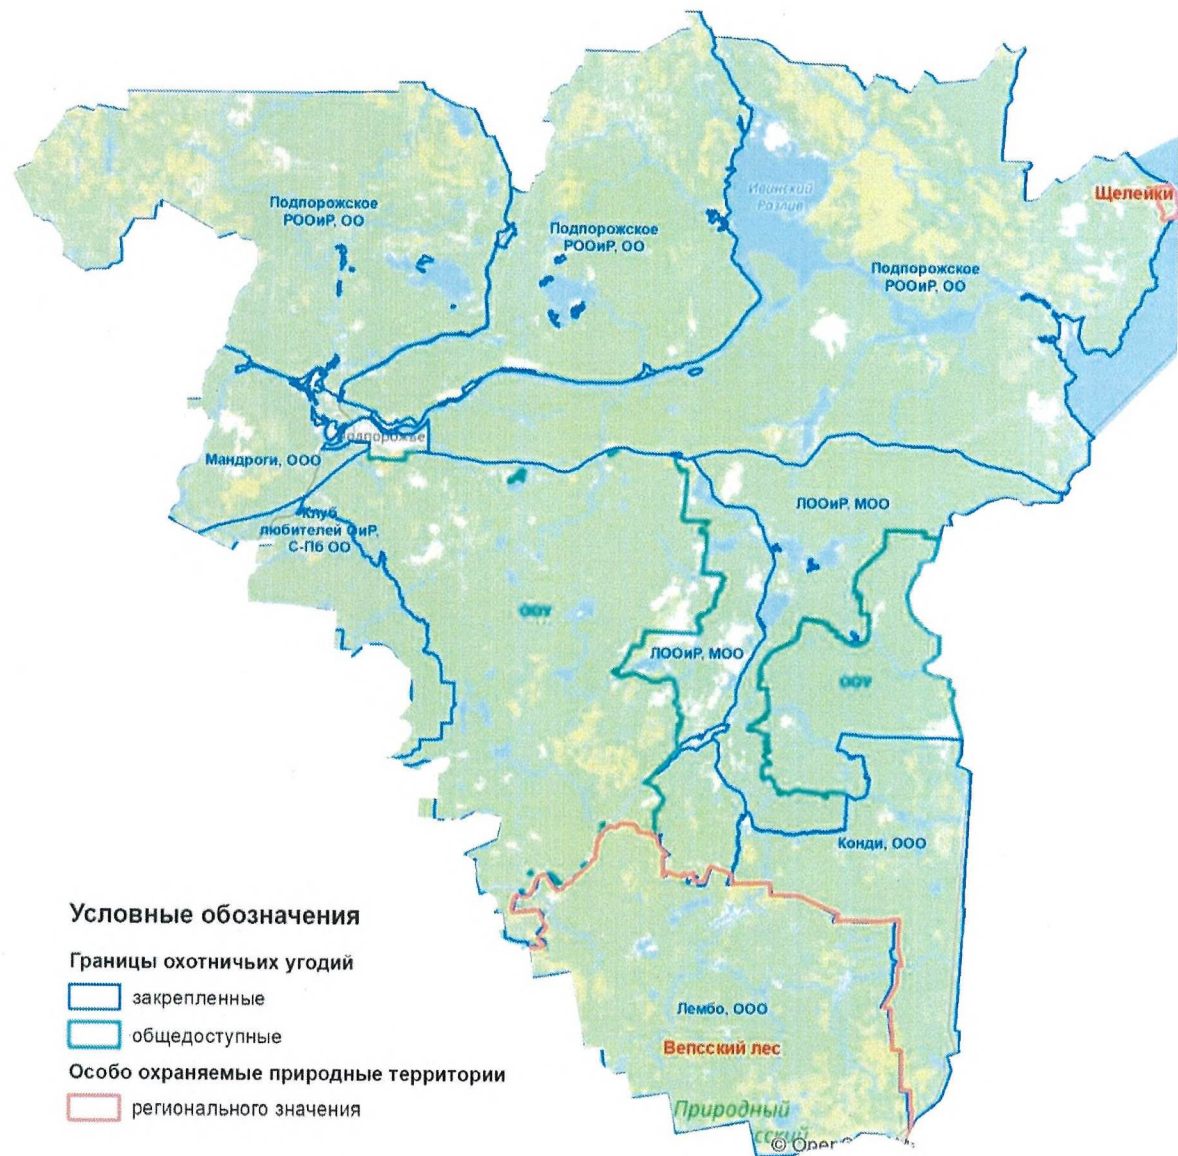 Ивинский
Розлив
Щелейки
Подпорожское
РООиР, ОО
Подпорожское
РООиР, ОО
Подпорожское
РООиР, ОО
Мандроги, ООО
Клуб
любителей ОиР,
С-Пб ОО
ЛООиР, МОО
ООУ
ЛООиР, МОО
ООУ
Конди, ООО
Условные обозначения
Границы охотничьих угодий
закрепленные
общедоступные
Особо охраняемые природные территории
регионального значения
Лембо, ООО
Вепсский лес
Природный